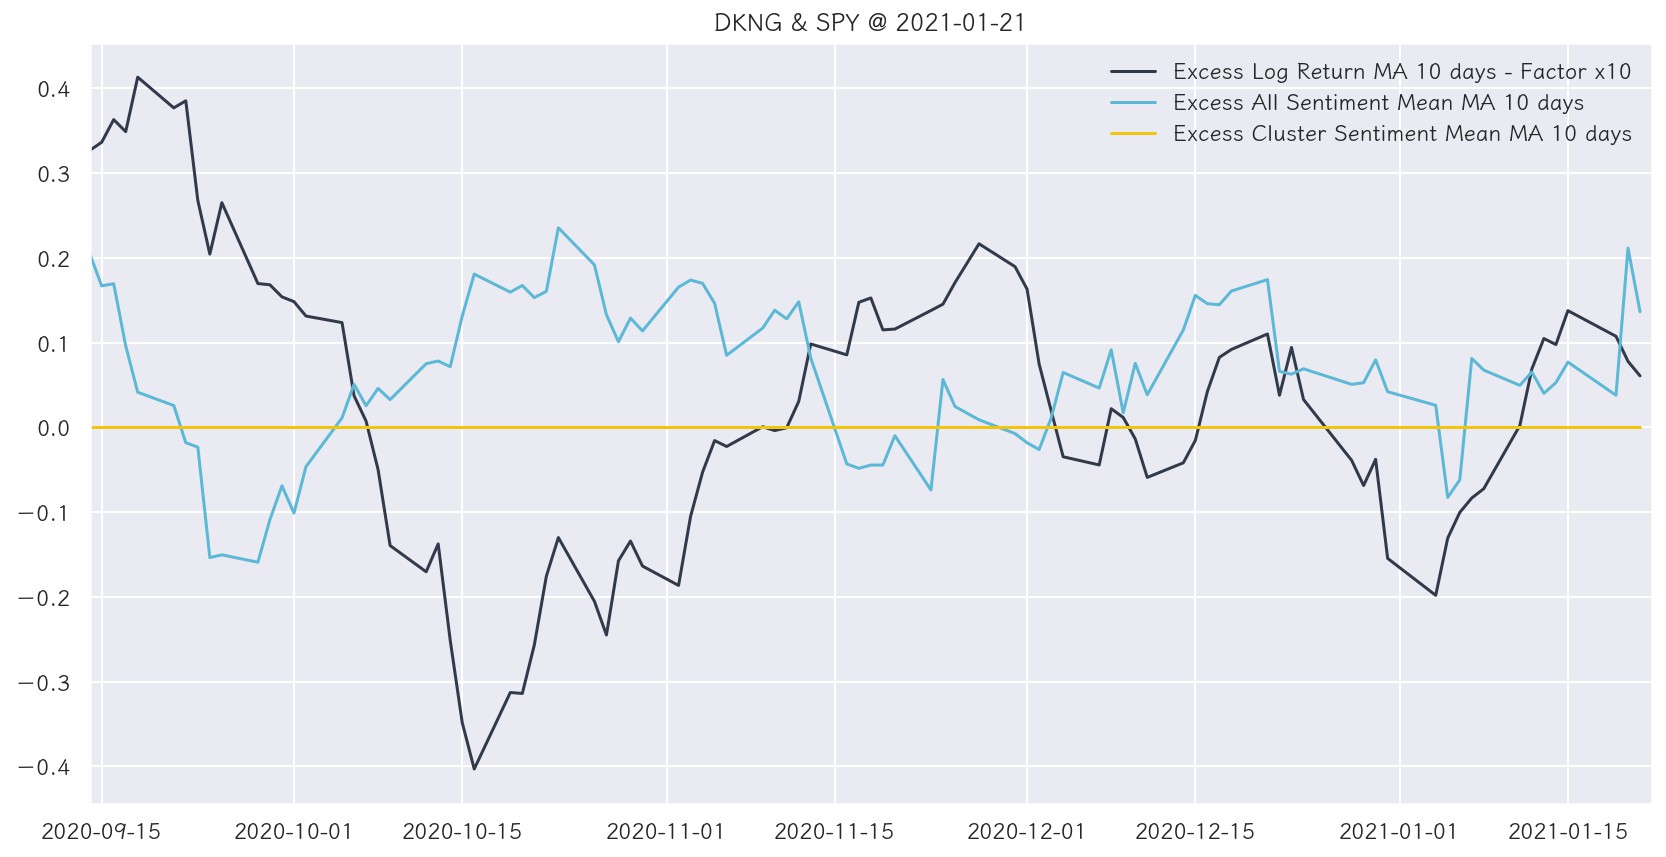 DKNG & SPY @ 2021-01-21
Excess Log Return MA 10 days - Factor x10
Excess All Sentiment Mean MA 10 days
Excess Cluster Sentiment Mean MA 10 days
0.4
0.3
0.2
0.1
0.0
−0.1
−0.2
−0.3
−0.4
2020-09-15 2020-10-01 2020-10-15 2020-11-01 2020-11-15 2020-12-01 2020-12-15 2021-01-01 2021-01-15